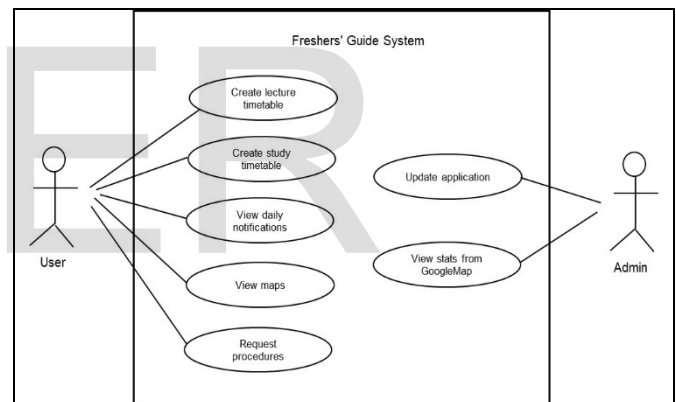 Freshers' Guide System
Create lecture
timetable
Create study
timetable
View daily
notifications
View maps
Request
procedures
Update application
View stats from
GoogleMap
User
Admin
ER